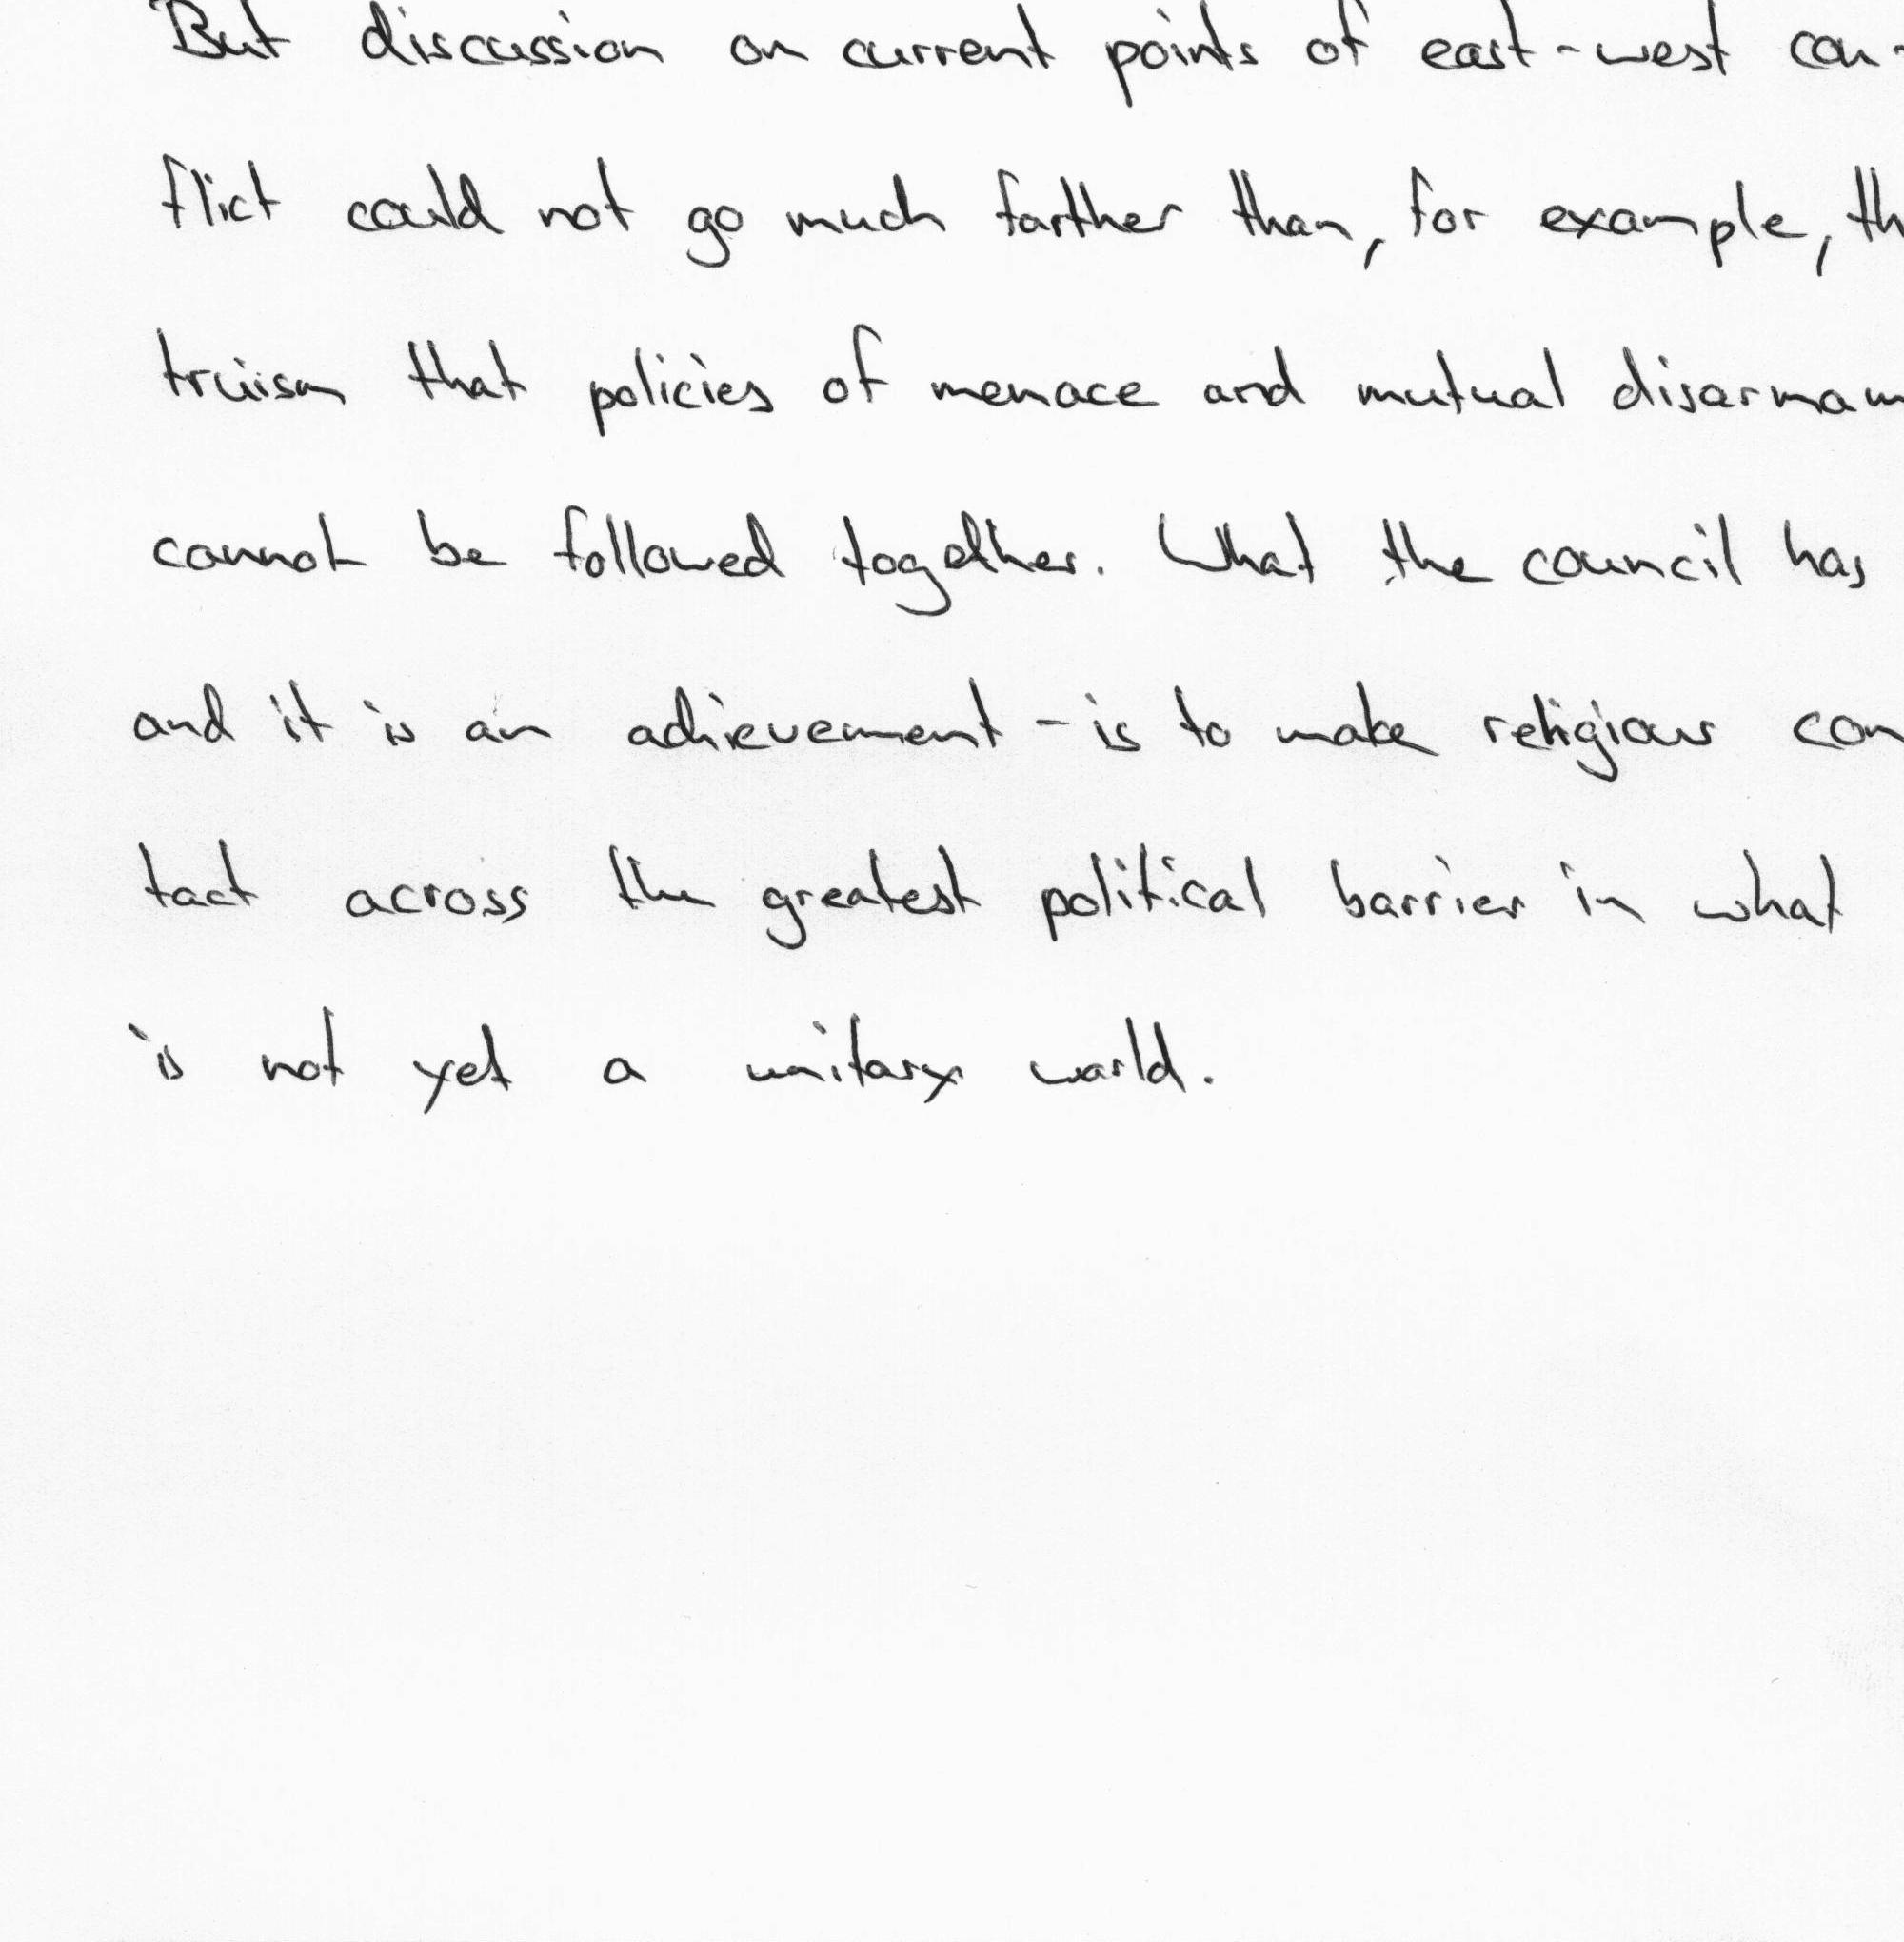 But discussion on current points of east-west con-
flict could not go much farther than, for example, th
truism that policies of menace and mutual disarmam
cannot be followed together. What the council has
and it is an achievement - is to make religious con
tact across the greatest political barrier in what
is not yet a unitary world.